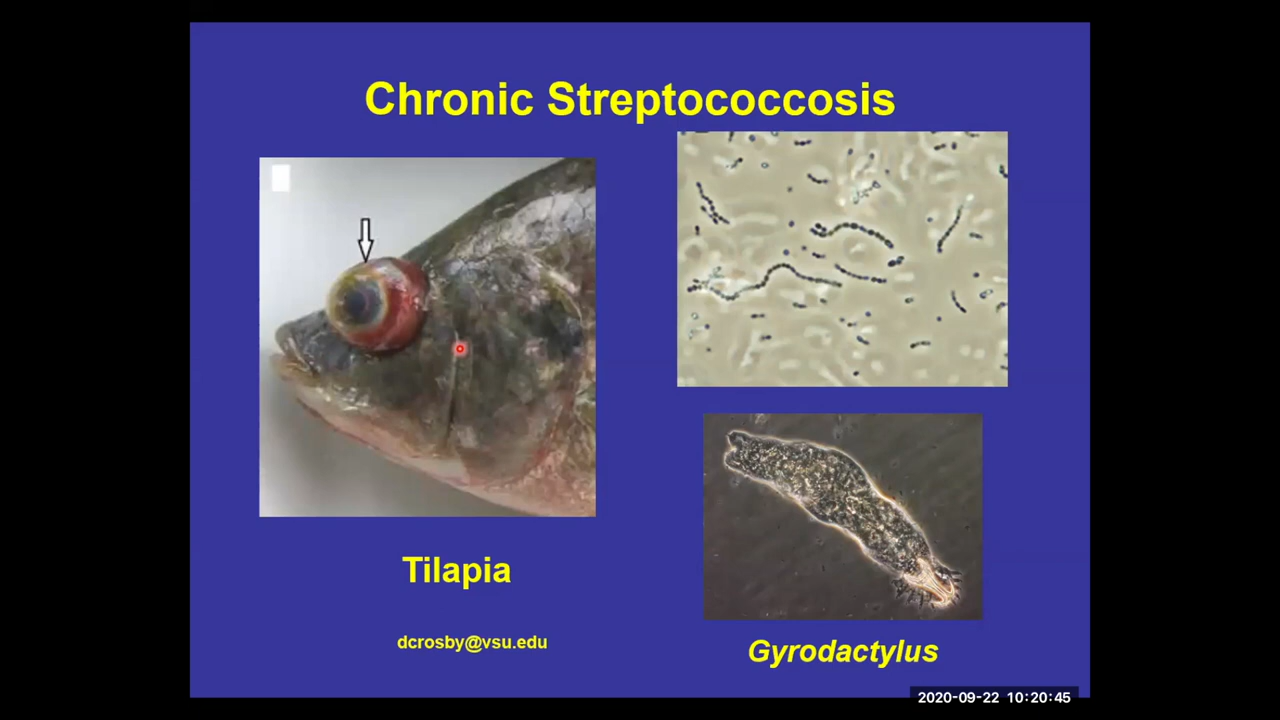 Chronic Streptococcosis
Tilapia
dcrosby@vsu.edu
Gyrodactylus
2020-09-22 10:20:45